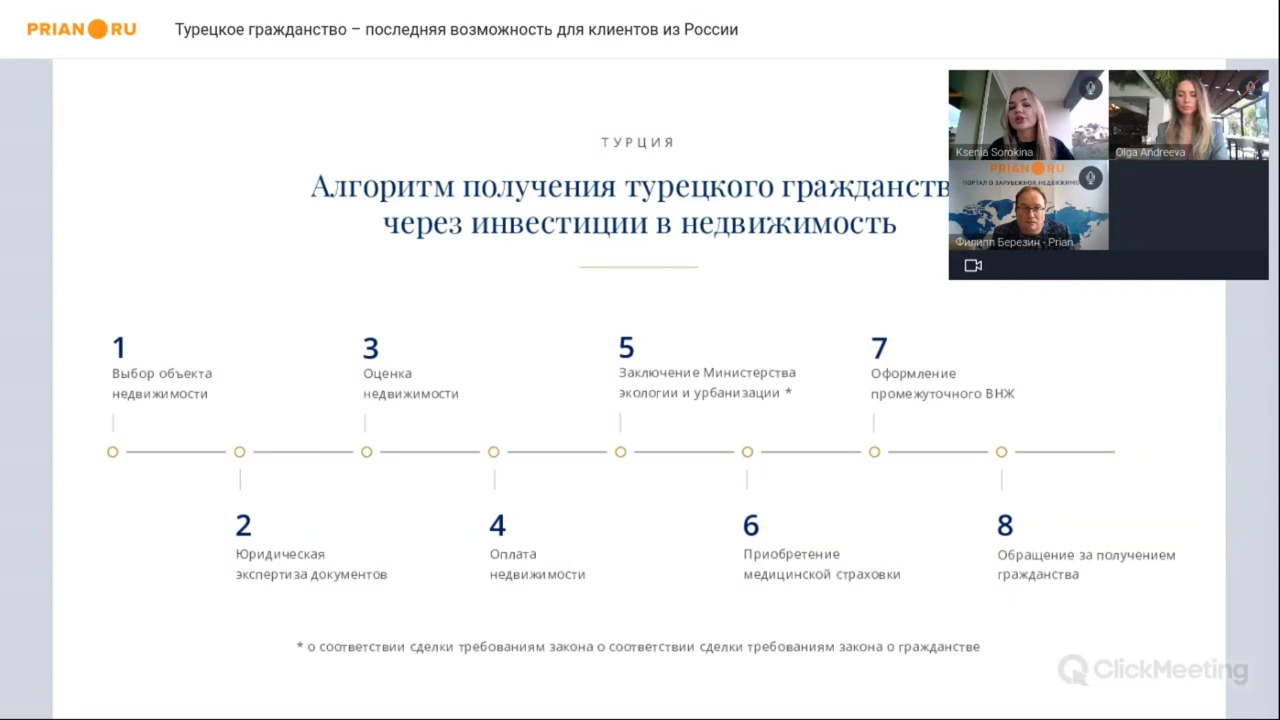 PRIAN RU
Турецкое гражданство – последняя возможность для клиентов из России
Ksenia Sorokina
Olga Andreeva
PRIAN RU
ПОРТАЛ О ЗАРУБЕЖНОЙ НЕДВИЖИМО
Филипп Березин - Prian
ТУРЦИЯ
Алгоритм получения турецкого гражданств
через инвестиции в недвижимость
1
Выбор объекта
недвижимости
3
Оценка
недвижимости
5
Заключение Министерства
экологии и урбанизации *
7
Оформление
промежуточного ВНЖ
2
Юридическая
экспертиза документов
4
Оплата
недвижимости
6
Приобретение
медицинской страховки
8
Обращение за получением
гражданства
* о соответствии сделки требованиям закона о соответствии сделки требованиям закона о гражданстве
ClickMeeting